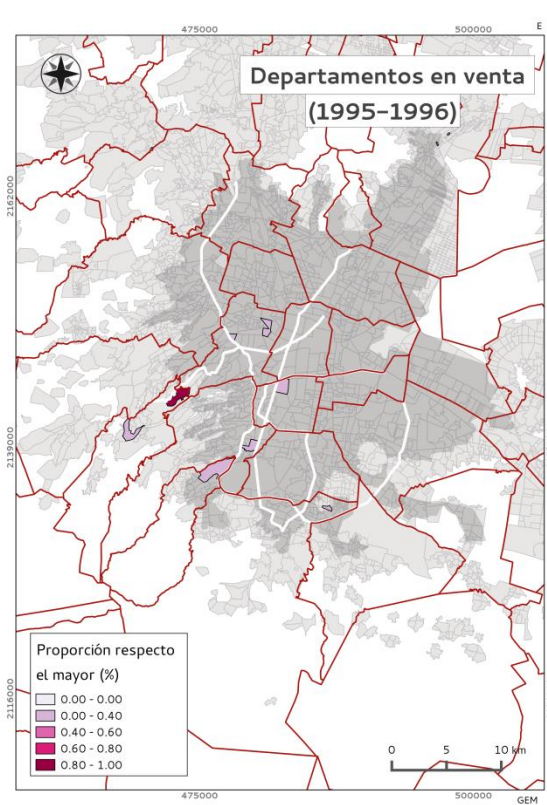 475000 500000 E
Departamentos en venta
(1995-1996)
2162000
2139000
2116000
Proporción respecto
el mayor (%)
0.00 - 0.00
0.00 - 0.40
0.40 - 0.60
0.60 - 0.80
0.80 - 1.00
0 5 10 km
475000 500000
GEM